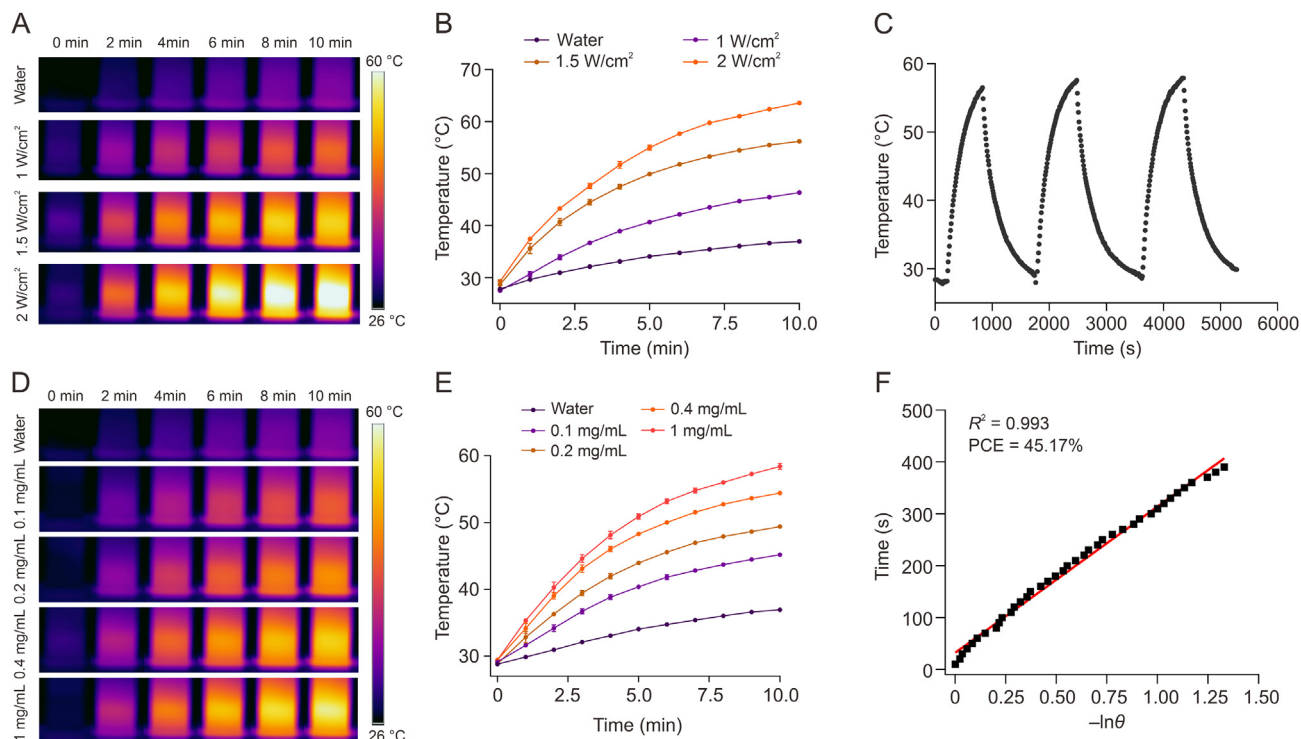 A
0 min 2 min 4min 6 min 8 min 10 min
60 °C
Water
1 W/cm²
1.5 W/cm²
2 W/cm²
26 °C
B
Water 1 W/cm²
1.5 W/cm² 2 W/cm²
70
60
50
40
30
Temperature (°C)
0 2.5 5.0 7.5 10.0
Time (min)
C
60
50
40
30
Temperature (°C)
0 1000 2000 3000 4000 5000 6000
Time (s)
D
0 min 2 min 4min 6 min 8 min 10 min
60 °C
Water
0.1 mg/mL
0.2 mg/mL
0.4 mg/mL
1 mg/mL
26 °C
E
Water 0.4 mg/mL
0.1 mg/mL 1 mg/mL
0.2 mg/mL
60
50
40
30
Temperature (°C)
0 2.5 5.0 7.5 10.0
Time (min)
F
R² = 0.993
PCE = 45.17%
500
400
300
200
100
0
Time (s)
0 0.25 0.50 0.75 1.00 1.25 1.50
–lnθ